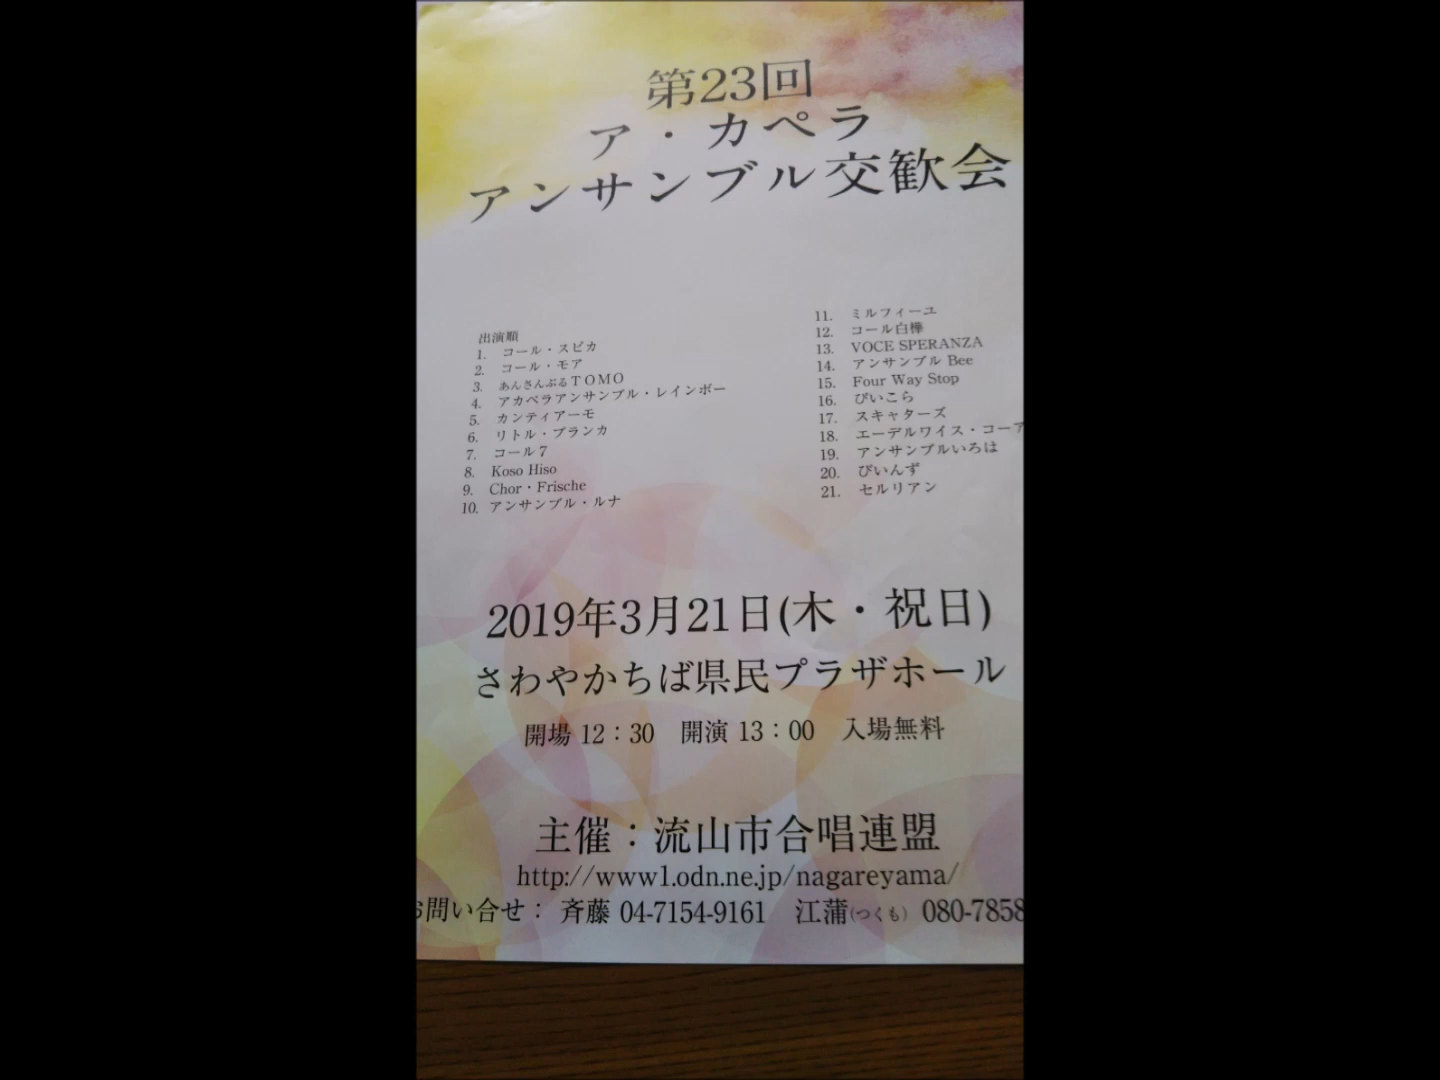 第23回
ア・カペラ
アンサンブル交歓会
出演順
1. コール・スピカ
2. コール・モア
3. あんさんぶるTOMO
4. アカペラアンサンブル・レインボー
5. カンティアーモ
6. リトル・ブランカ
7. コール7
8. Koso Hiso
9. Chor・Frische
10. アンサンブル・ルナ
11. ミルフィーユ
12. コール白樺
13. VOCE SPERANZA
14. アンサンブル Bee
15. Four Way Stop
16. びいこら
17. スキャターズ
18. エーデルワイス・コーア
19. アンサンブルいろは
20. びいんず
21. セルリアン
2019年3月21日(木・祝日)
さわやかちば県民プラザホール
開場 12：30　開演 13：00　入場無料
主催：流山市合唱連盟
http://www1.odn.ne.jp/nagareyama/
お問い合せ： 斉藤 04-7154-9161　江蒲(つくも) 080-7858